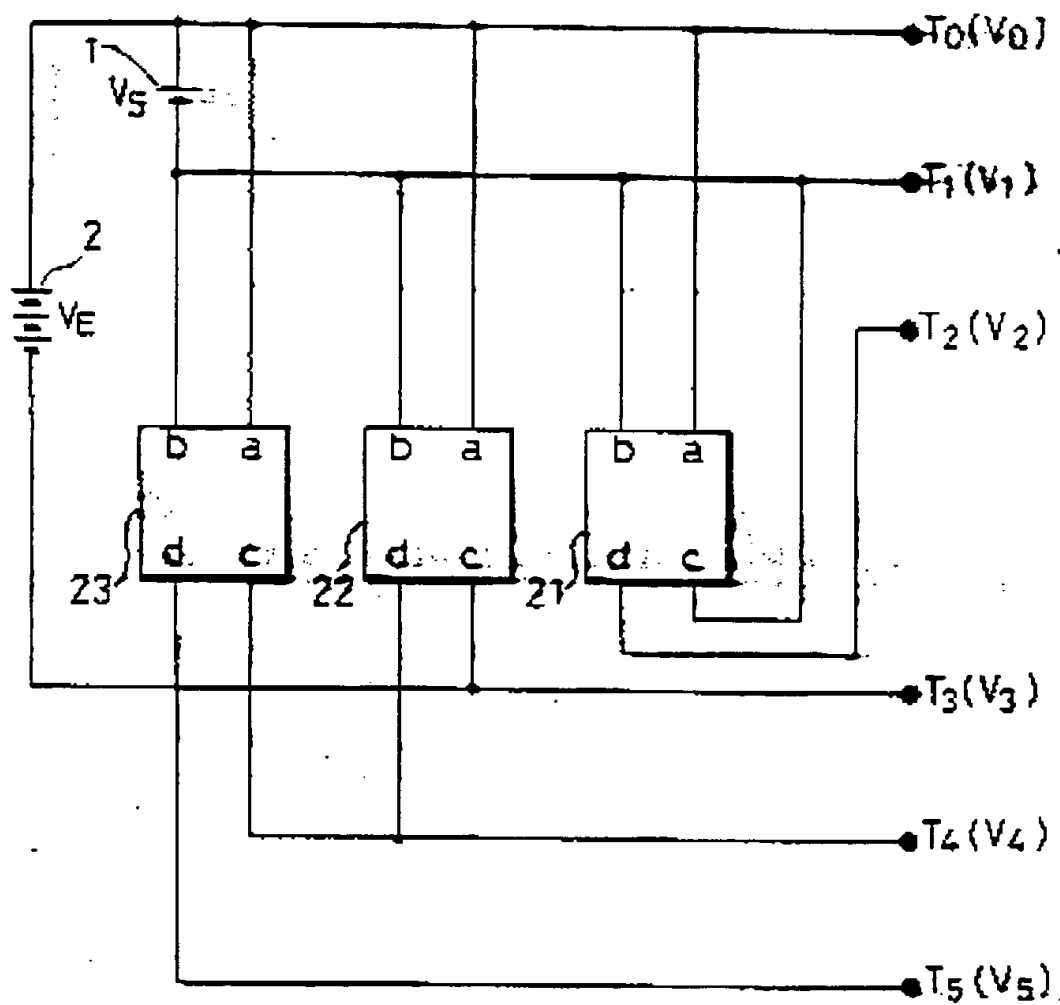 T0(V0)
1
VS
T1(V1)
2
VE
T2(V2)
b a
b a
b a
d c
d c
d c
23
22
21
T3(V3)
T4(V4)
T5(V5)